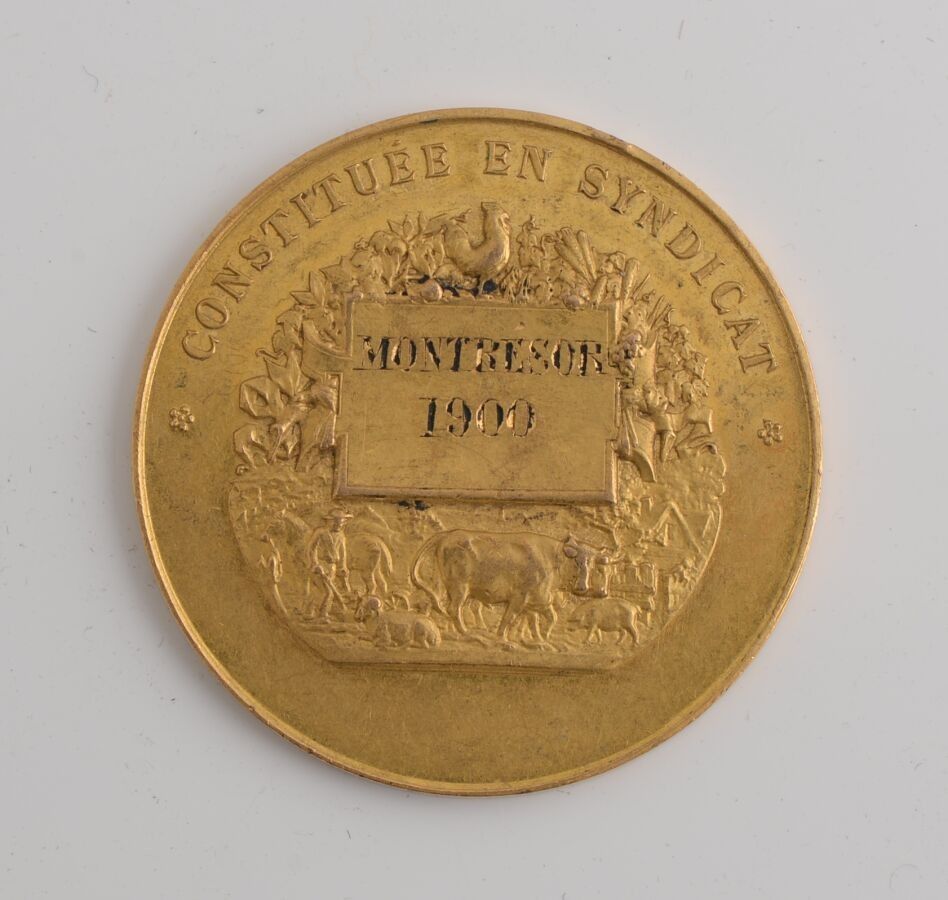 CONSTITUÉE EN SYNDICAT
MONTRESOR
1900